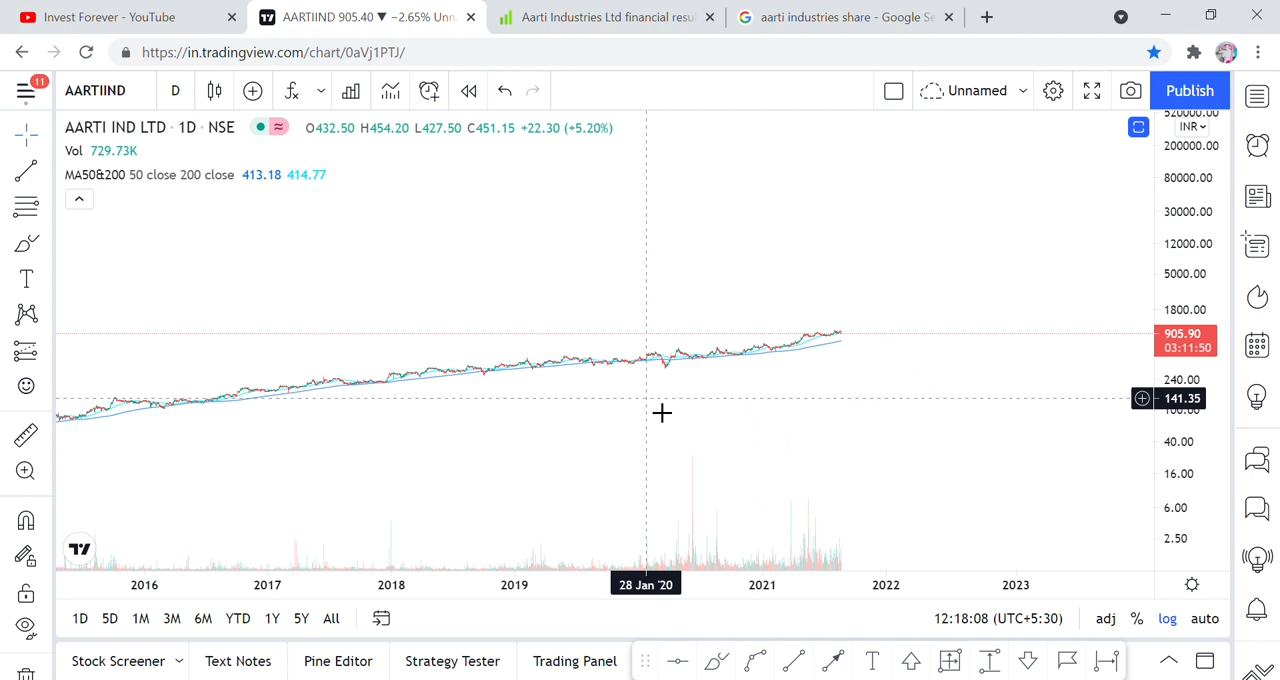 Invest Forever - YouTube
AARTIIND 905.40 ▼ −2.65% Unna
Aarti Industries Ltd financial resu
aarti industries share - Google Se
https://in.tradingview.com/chart/0aVj1PTJ/
11
AARTIIND
D
Unnamed
Publish
AARTI IND LTD · 1D · NSE
O432.50 H454.20 L427.50 C451.15 +22.30 (+5.20%)
INR
Vol 729.73K
MA50&200 50 close 200 close 413.18 414.77
520000.00
200000.00
80000.00
30000.00
12000.00
5000.00
1800.00
905.90
03:11:50
240.00
141.35
100.00
40.00
16.00
6.00
2.50
2016
2017
2018
2019
28 Jan '20
2021
2022
2023
1D
5D
1M
3M
6M
YTD
1Y
5Y
All
12:18:08 (UTC+5:30)
adj
%
log
auto
Stock Screener
Text Notes
Pine Editor
Strategy Tester
Trading Panel